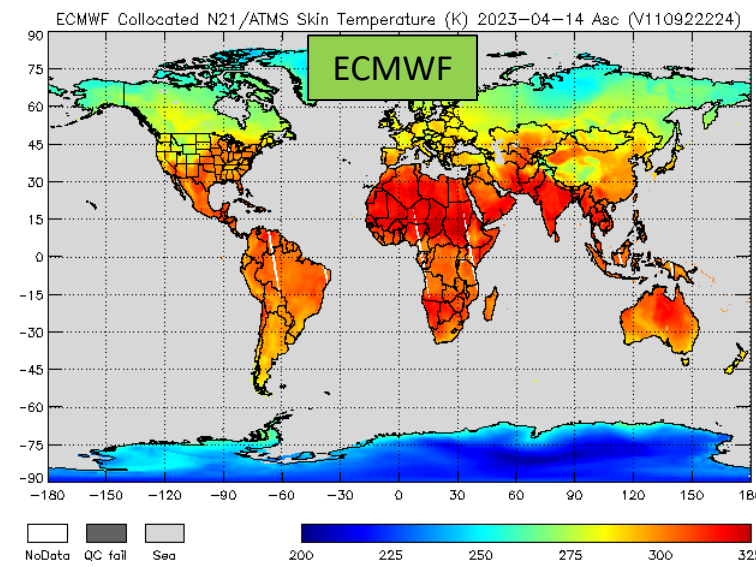 ECMWF Collocated N21/ATMS Skin Temperature (K) 2023-04-14 Asc (V110922224)
ECMWF
90
75
60
45
30
15
0
-15
-30
-45
-60
-75
-90
-180 -150 -120 -90 -60 -30 0 30 60 90 120 150 180
NoData QC fail Sea
200 225 250 275 300 325